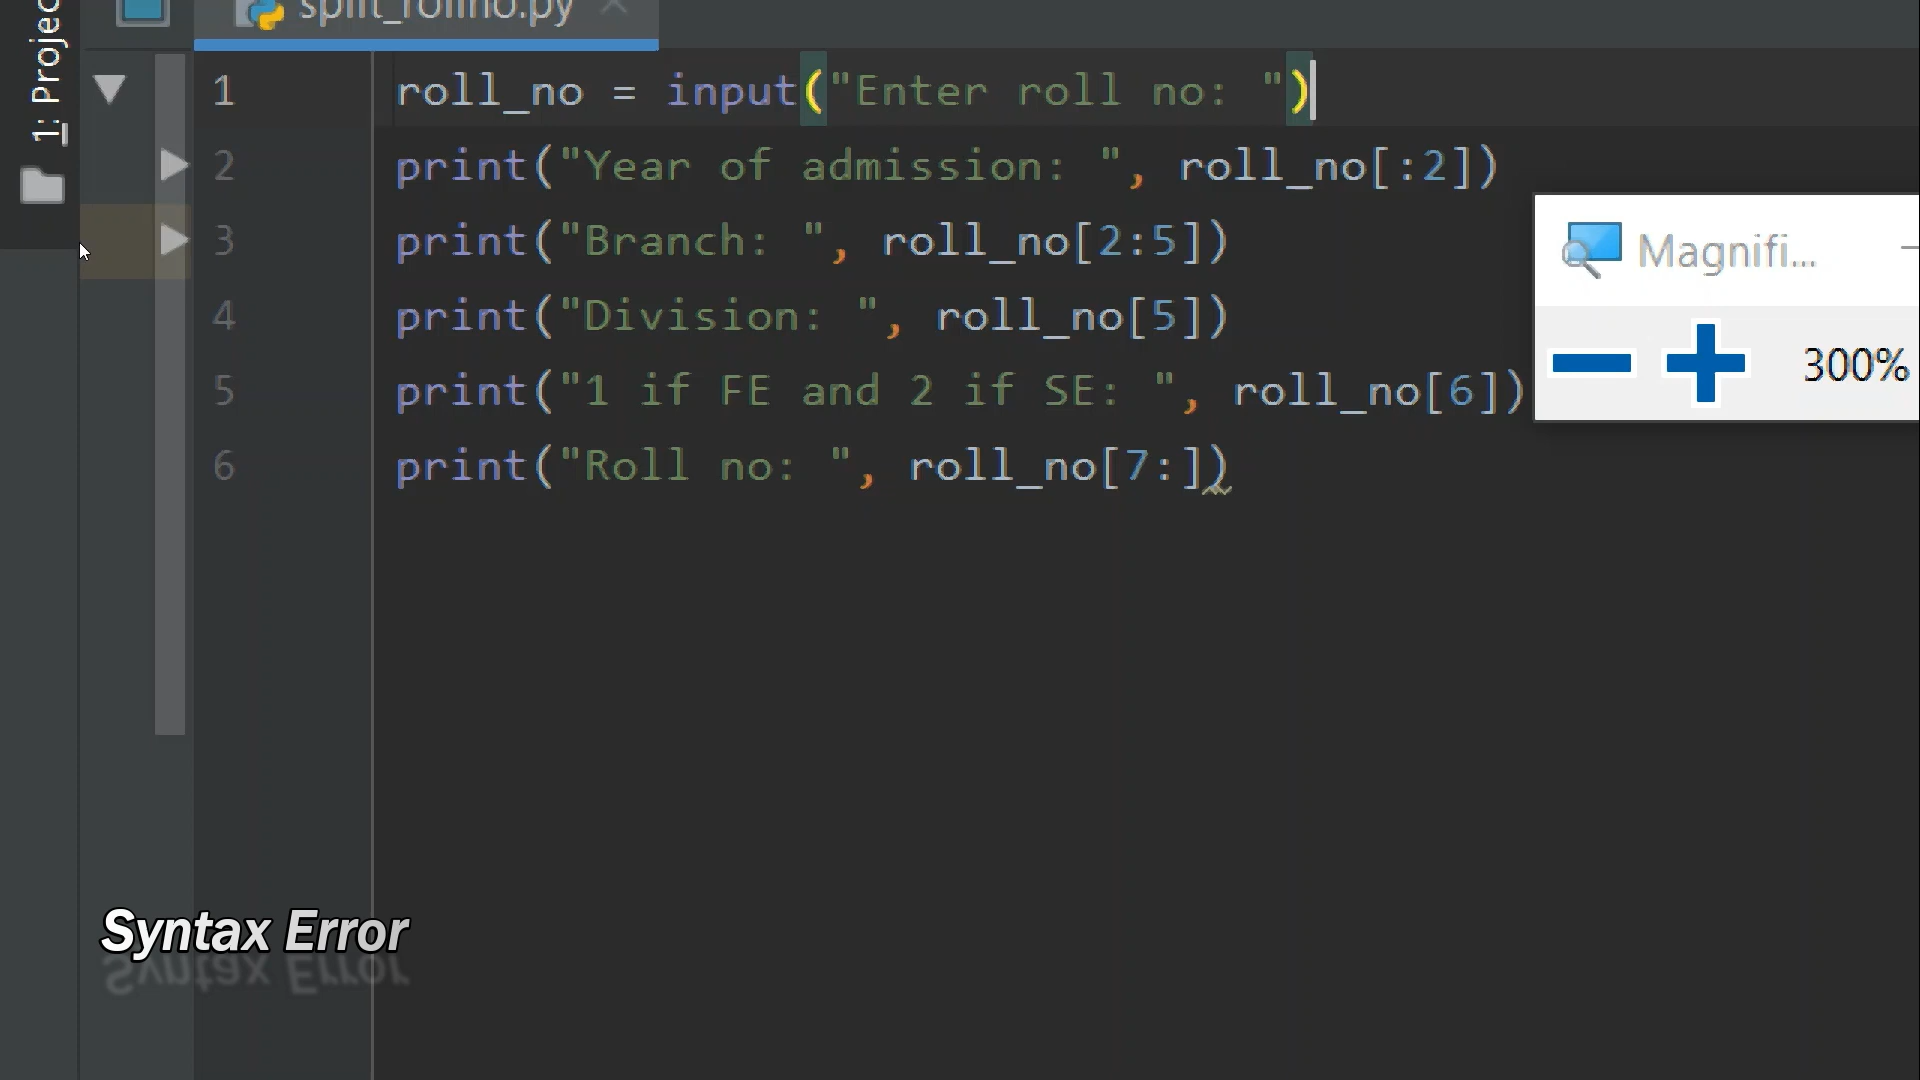 1: Projec
split_rollno.py
1 roll_no = input("Enter roll no: ")
2 print("Year of admission: ", roll_no[:2])
3 print("Branch: ", roll_no[2:5])
4 print("Division: ", roll_no[5])
5 print("1 if FE and 2 if SE: ", roll_no[6])
6 print("Roll no: ", roll_no[7:])
Magnifi...
300%
Syntax Error